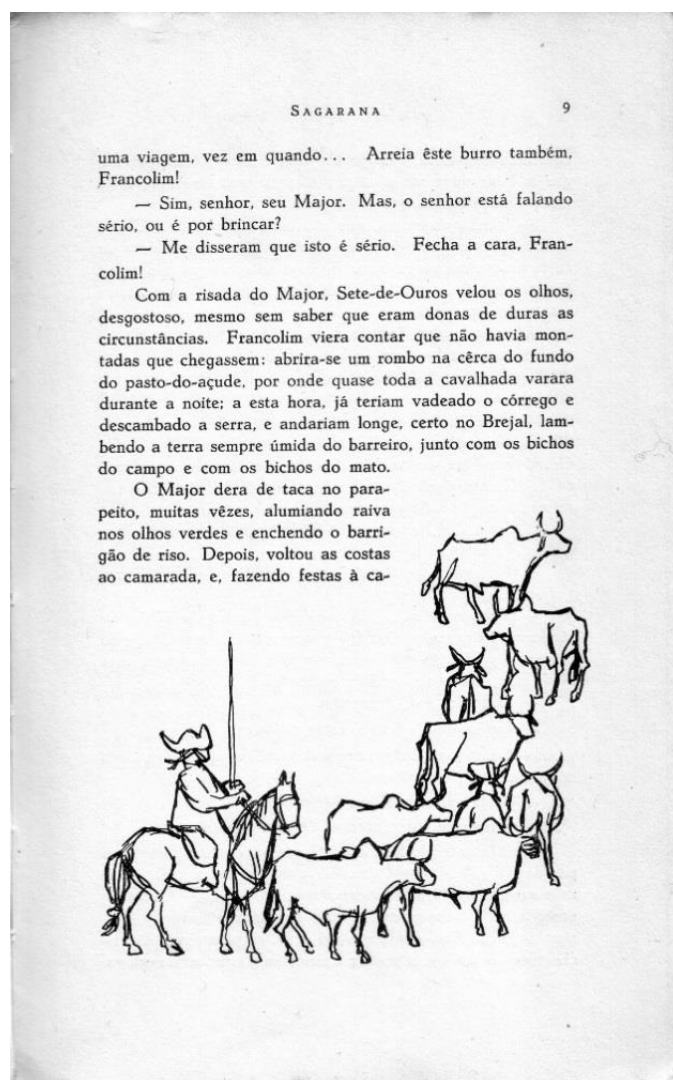 SAGARANA 9
uma viagem, vez em quando... Arreia êste burro também,
Francolim!
— Sim, senhor, seu Major. Mas, o senhor está falando
sério, ou é por brincar?
— Me disseram que isto é sério. Fecha a cara, Fran-
colim!
Com a risada do Major, Sete-de-Ouros velou os olhos,
desgostoso, mesmo sem saber que eram donas de duras as
circunstâncias. Francolim viera contar que não havia mon-
tadas que chegassem: abrira-se um rombo na cêrca do fundo
do pasto-do-açude, por onde quase toda a cavalhada varara
durante a noite; a esta hora, já teriam vadeado o córrego e
descambado a serra, e andariam longe, certo no Brejal, lam-
bendo a terra sempre úmida do barreiro, junto com os bichos
do campo e com os bichos do mato.
O Major dera de taca no para-
peito, muitas vêzes, alumiando raiva
nos olhos verdes e enchendo o barri-
gão de riso. Depois, voltou as costas
ao camarada, e, fazendo festas à ca-